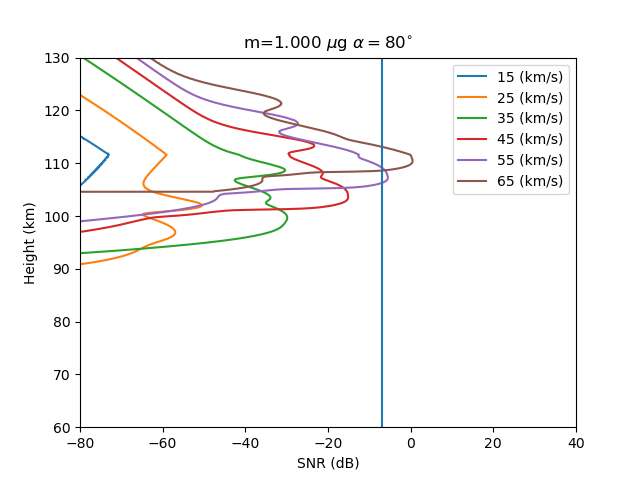 m=1.000 μg α = 80°
130
120
110
100
90
80
70
60
Height (km)
15 (km/s)
25 (km/s)
35 (km/s)
45 (km/s)
55 (km/s)
65 (km/s)
−80 −60 −40 −20 0 20 40
SNR (dB)